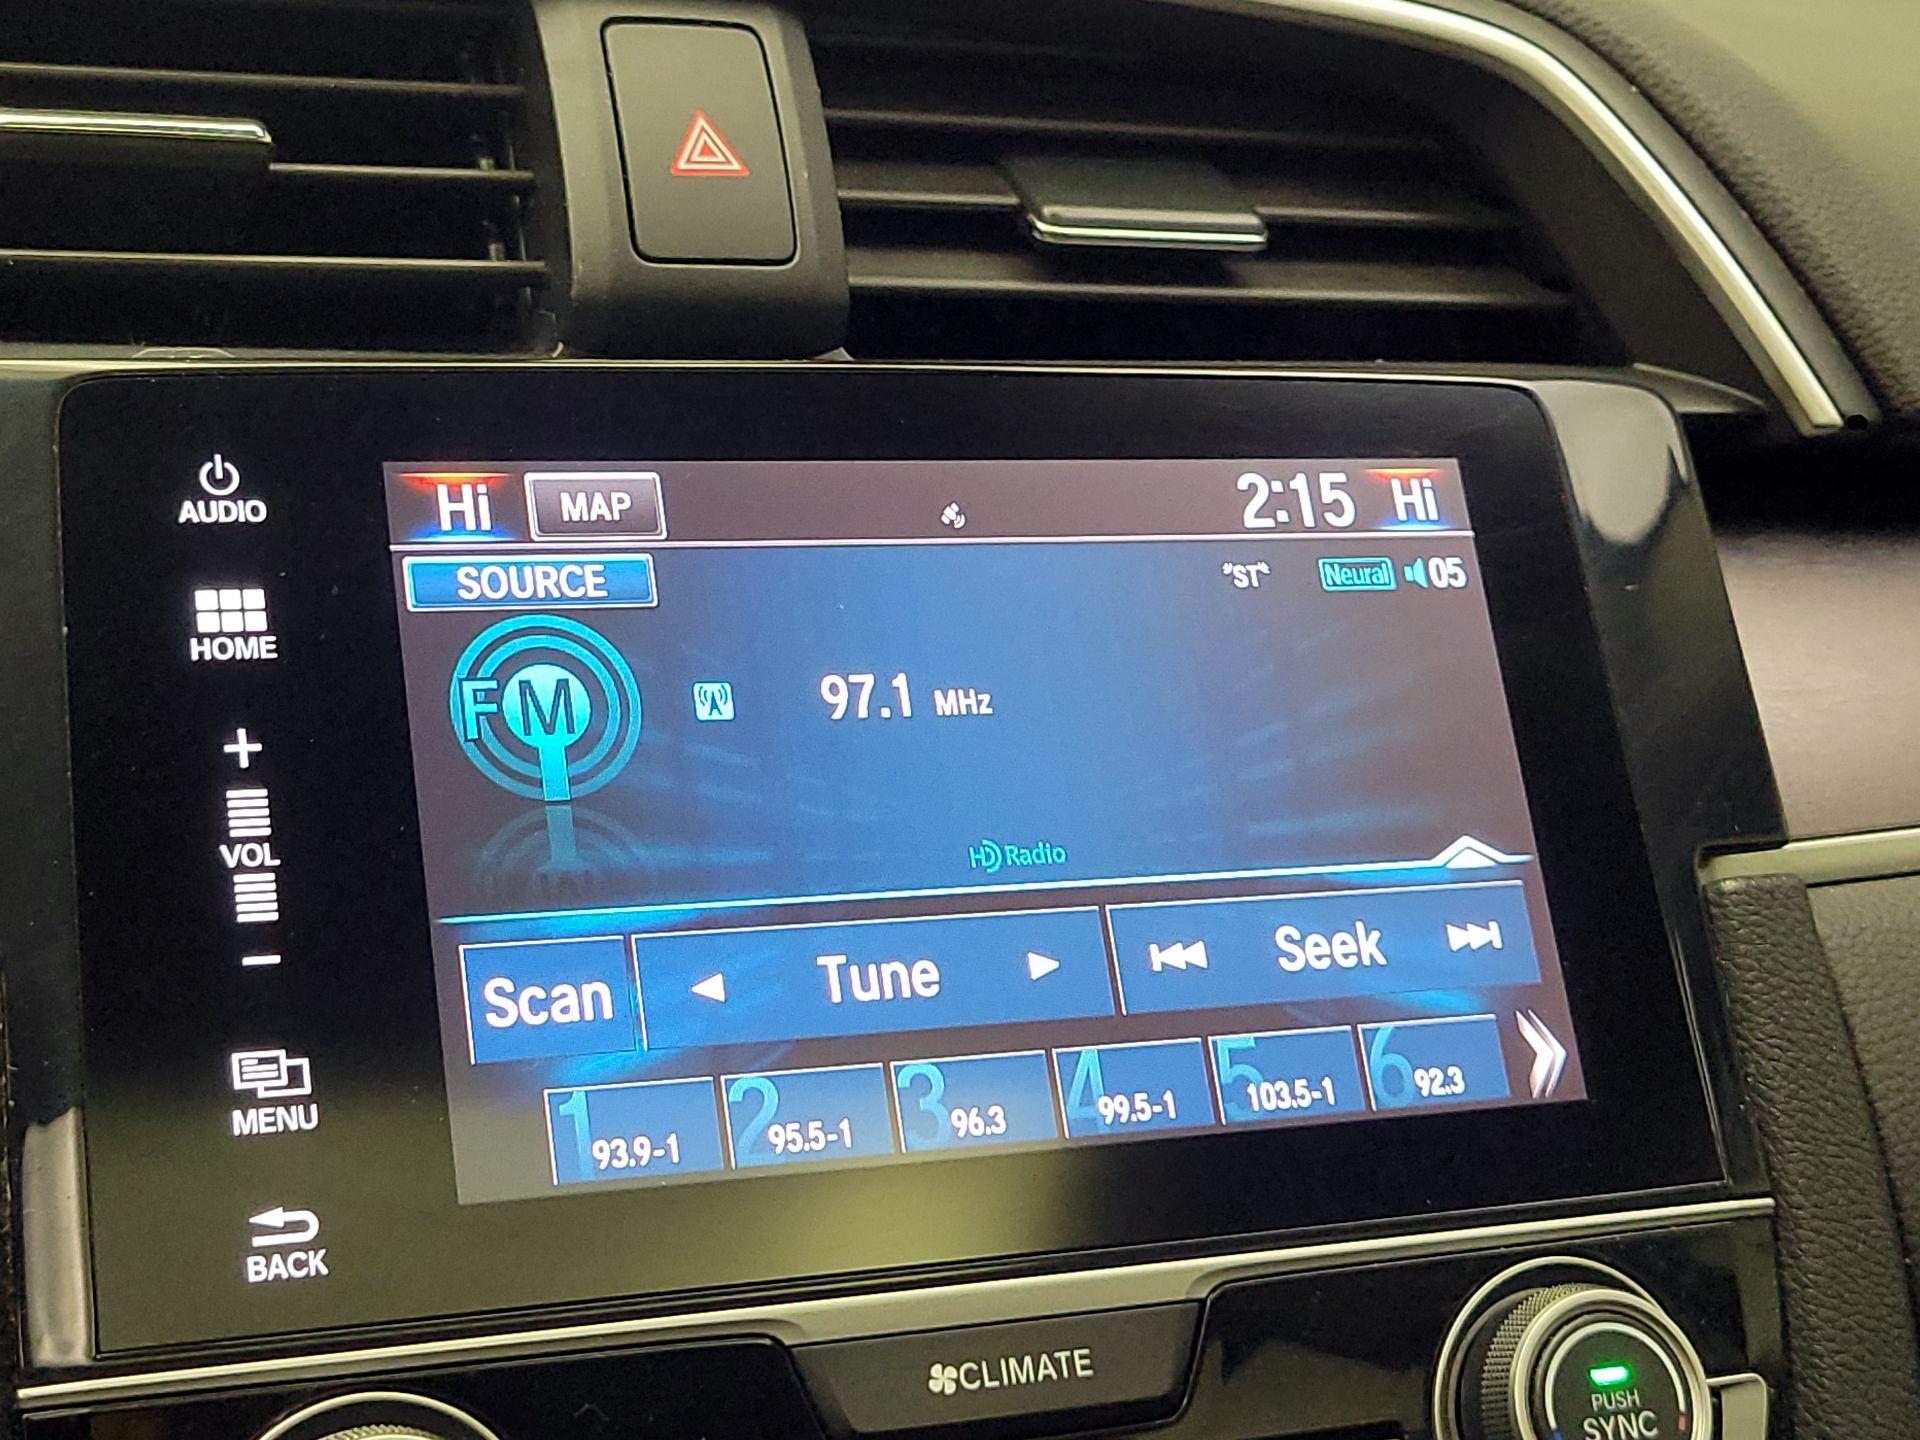 AUDIO
HOME
+
VOL
−
MENU
BACK
Hi MAP 2:15 Hi
SOURCE "ST" Neural 05
FM 97.1 MHz
HD Radio
Scan Tune Seek
1 93.9-1 2 95.5-1 3 96.3 4 99.5-1 5 103.5-1 6 92.3
CLIMATE
PUSH
SYNC